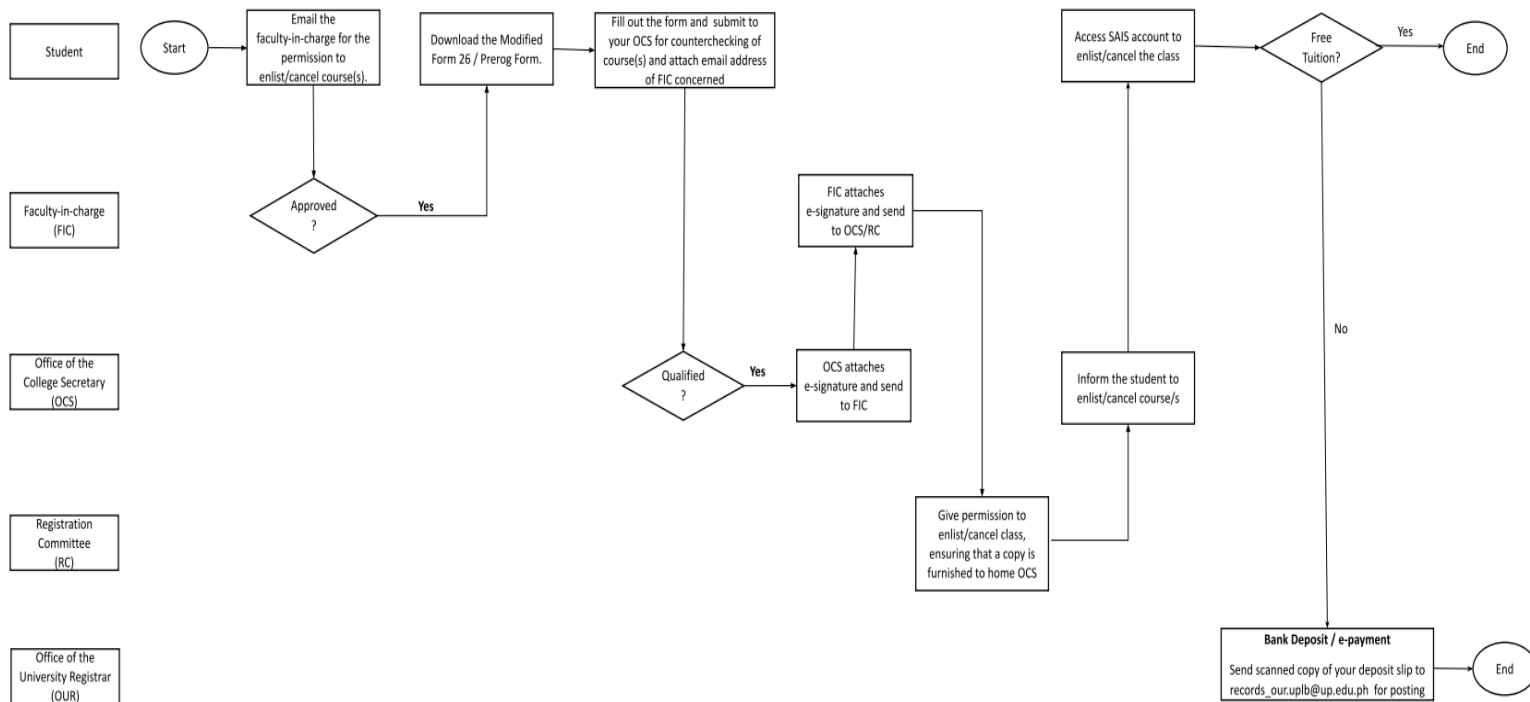 Student
Start
Email the
faculty-in-charge for the
permission to
enlist/cancel course(s).
Download the Modified
Form 26 / Prerog Form.
Fill out the form and submit to
your OCS for counterchecking of
course(s) and attach email address
of FIC concerned
Access SAIS account to
enlist/cancel the class
Free
Tuition?
Yes
End
Faculty-in-charge
(FIC)
Approved
?
Yes
FIC attaches
e-signature and send
to OCS/RC
No
Office of the
College Secretary
(OCS)
Qualified
?
Yes
OCS attaches
e-signature and send
to FIC
Inform the student to
enlist/cancel course/s
Registration
Committee
(RC)
Give permission to
enlist/cancel class,
ensuring that a copy is
furnished to home OCS
Office of the
University Registrar
(OUR)
Bank Deposit / e-payment
Send scanned copy of your deposit slip to
records_our.uplb@up.edu.ph for posting
End